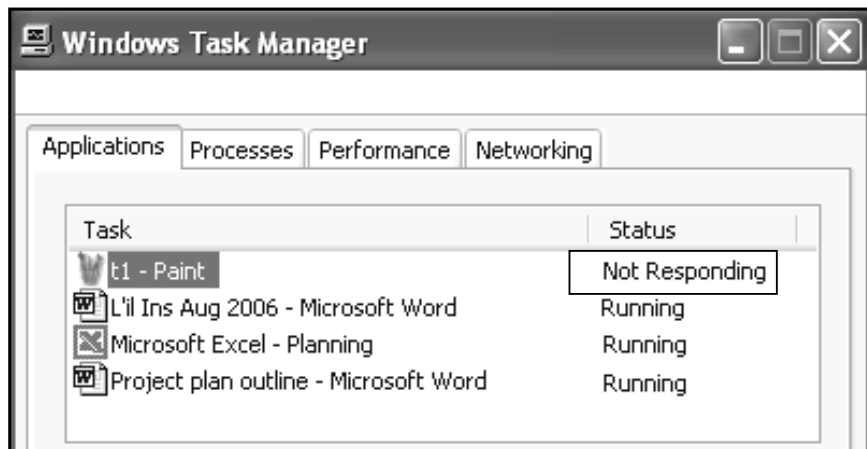 Windows Task Manager
Applications Processes Performance Networking
Task Status
t1 - Paint Not Responding
L'il Ins Aug 2006 - Microsoft Word Running
Microsoft Excel - Planning Running
Project plan outline - Microsoft Word Running